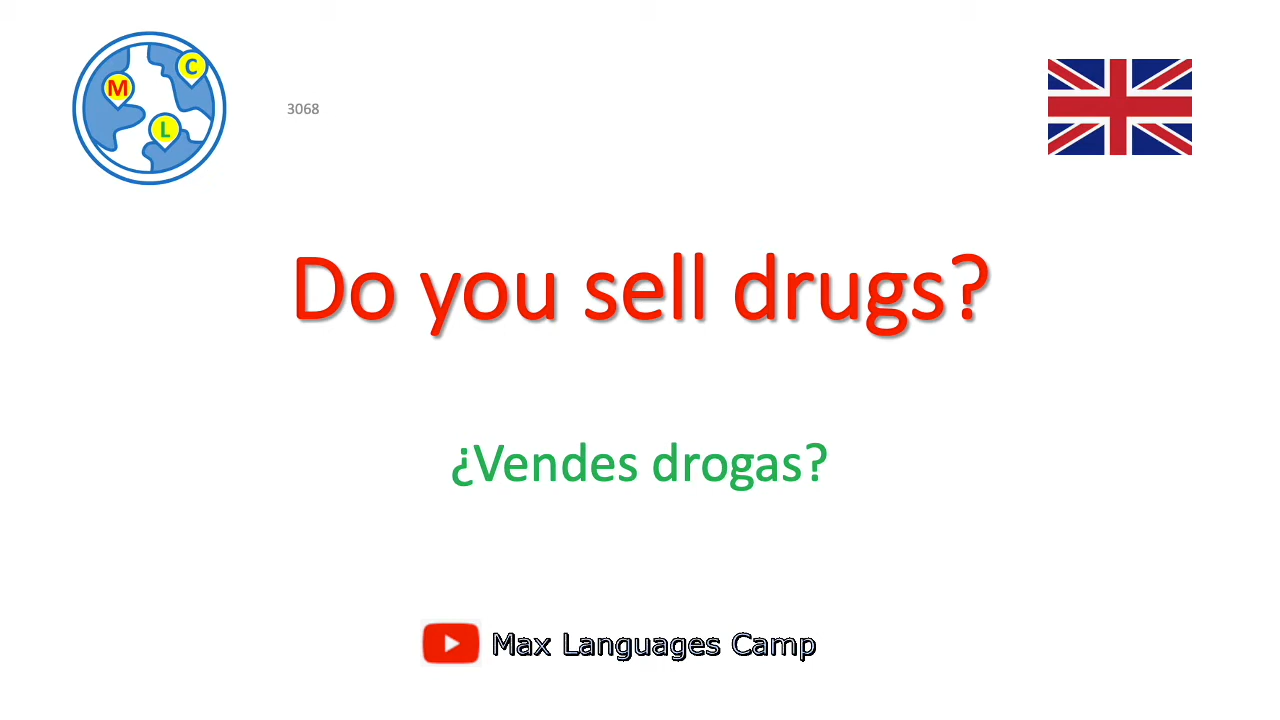 M
C
L
3068
Do you sell drugs?
¿Vendes drogas?
Max Languages Camp